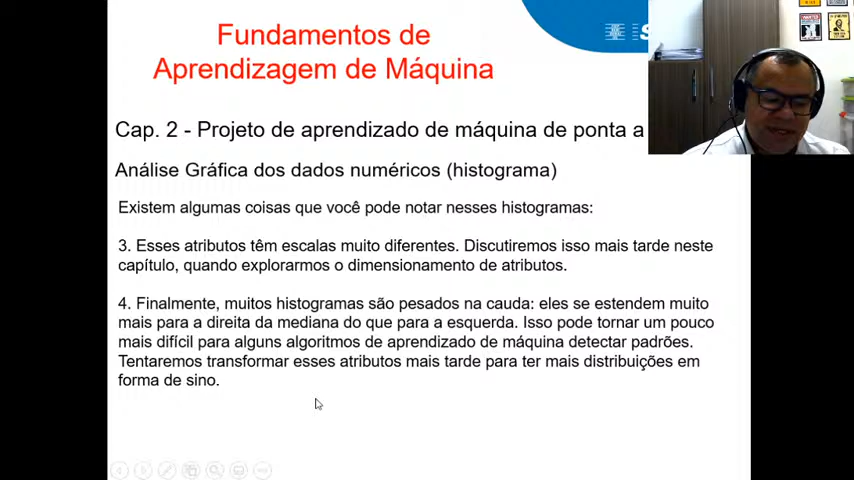 Fundamentos de
Aprendizagem de Máquina
Cap. 2 - Projeto de aprendizado de máquina de ponta a
Análise Gráfica dos dados numéricos (histograma)
Existem algumas coisas que você pode notar nesses histogramas:
3. Esses atributos têm escalas muito diferentes. Discutiremos isso mais tarde neste
capítulo, quando explorarmos o dimensionamento de atributos.
4. Finalmente, muitos histogramas são pesados na cauda: eles se estendem muito
mais para a direita da mediana do que para a esquerda. Isso pode tornar um pouco
mais difícil para alguns algoritmos de aprendizado de máquina detectar padrões.
Tentaremos transformar esses atributos mais tarde para ter mais distribuições em
forma de sino.